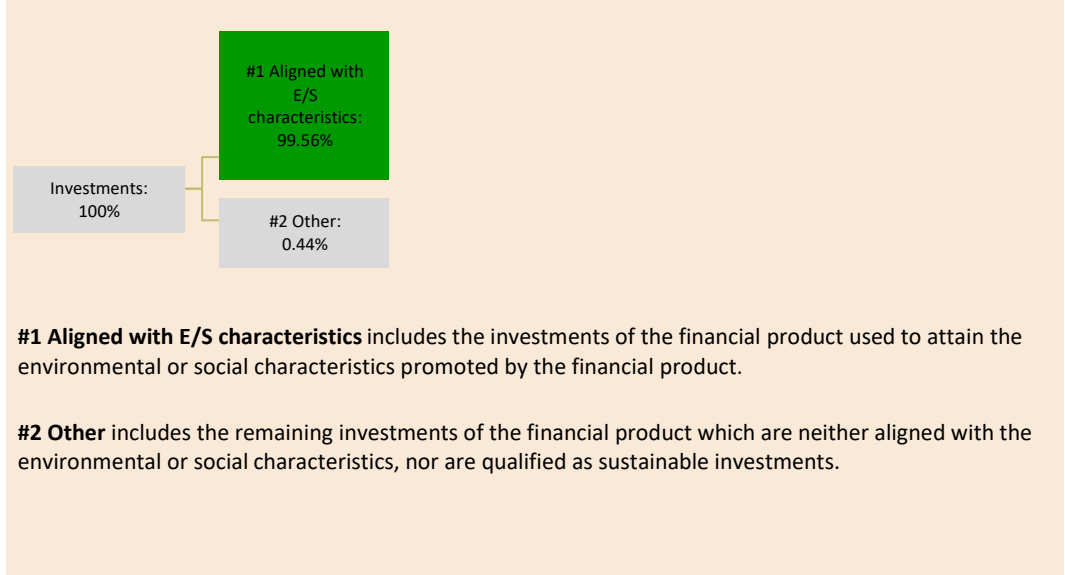 #1 Aligned with
E/S
characteristics:
99.56%
Investments:
100%
#2 Other:
0.44%
#1 Aligned with E/S characteristics includes the investments of the financial product used to attain the
environmental or social characteristics promoted by the financial product.
#2 Other includes the remaining investments of the financial product which are neither aligned with the
environmental or social characteristics, nor are qualified as sustainable investments.